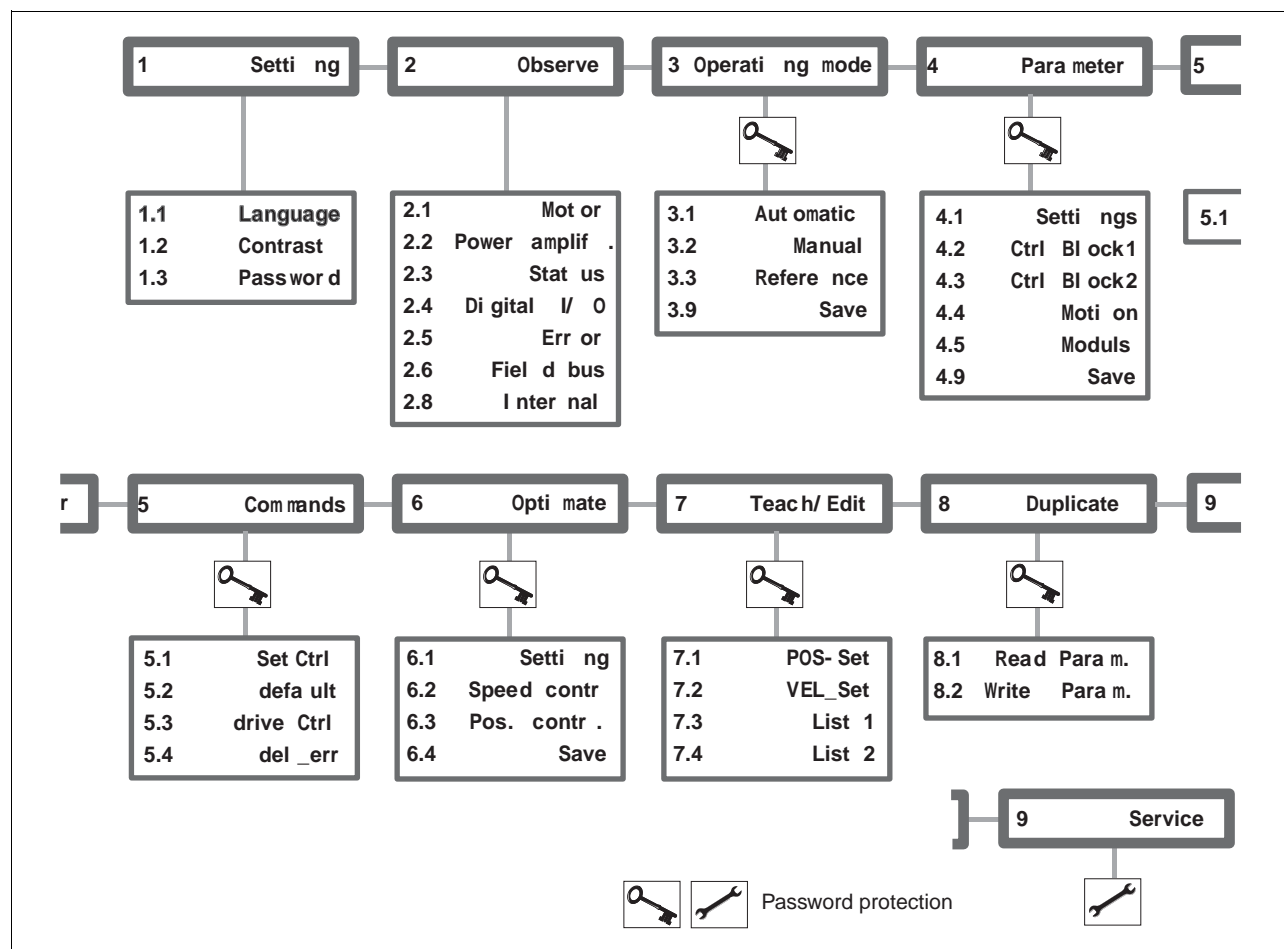 1 Setting
2 Observe
3 Operating mode
4 Parameter
5
1.1 Language
1.2 Contrast
1.3 Password
2.1 Motor
2.2 Power amplif.
2.3 Status
2.4 Digital I/O
2.5 Error
2.6 Field bus
2.8 Internal
3.1 Automatic
3.2 Manual
3.3 Reference
3.9 Save
4.1 Settings
4.2 Ctrl Block1
4.3 Ctrl Block2
4.4 Motion
4.5 Moduls
4.9 Save
5.1
r
5 Commands
6 Optimate
7 Teach/Edit
8 Duplicate
9
5.1 SetCtrl
5.2 default
5.3 drive Ctrl
5.4 del_err
6.1 Setting
6.2 Speed contr
6.3 Pos. contr.
6.4 Save
7.1 POS-Set
7.2 VEL_Set
7.3 List 1
7.4 List 2
8.1 Read Param.
8.2 Write Param.
9 Service
Password protection